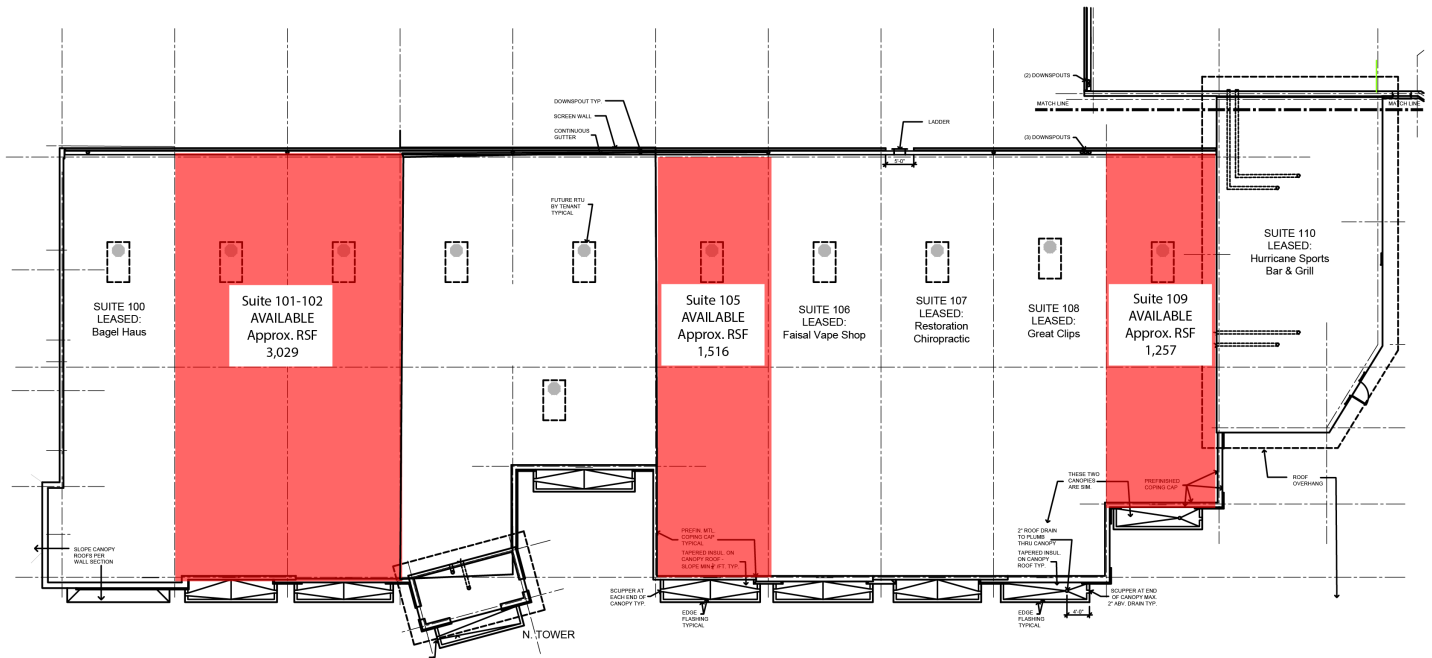 (2) DOWNSPOUTS
MATCH LINE
MATCH LINE
DOWNSPOUT TYP.
SCREEN WALL
CONTINUOUS
GUTTER
LADDER
(3) DOWNSPOUTS
5'-0"
FUTURE RTU
BY TENANT
TYPICAL
SUITE 100
LEASED:
Bagel Haus
Suite 101-102
AVAILABLE
Approx. RSF
3,029
Suite 105
AVAILABLE
Approx. RSF
1,516
SUITE 106
LEASED:
Faisal Vape Shop
SUITE 107
LEASED:
Restoration
Chiropractic
SUITE 108
LEASED:
Great Clips
Suite 109
AVAILABLE
Approx. RSF
1,257
SUITE 110
LEASED:
Hurricane Sports
Bar & Grill
THESE TWO
CANOPIES
ARE SIM.
PREFINISHED
COPING CAP
ROOF
OVERHANG
SLOPE CANOPY
ROOFS PER
WALL SECTION
PREFIN. MTL.
COPING CAP
TYPICAL
TAPERED INSUL. ON
CANOPY ROOF -
SLOPE MIN /FT. TYP.
2" ROOF DRAIN
TO PLUMB
THRU CANOPY
TAPERED INSUL.
ON CANOPY
ROOF TYP.
SCUPPER AT
EACH END OF
CANOPY TYP.
EDGE
FLASHING
TYPICAL
EDGE
FLASHING
TYPICAL
4'-0"
SCUPPER AT END
OF CANOPY MAX.
2" ABV. DRAIN TYP.
N. TOWER